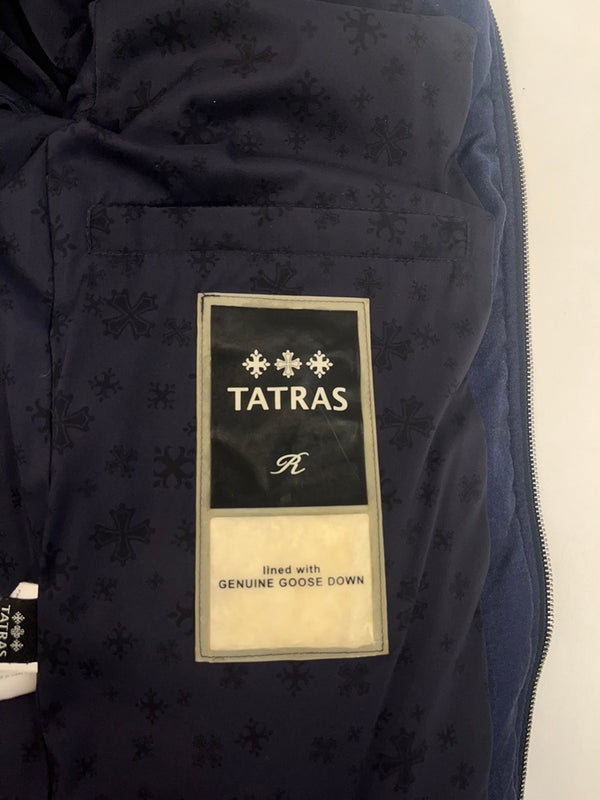 TATRAS
R
lined with
GENUINE GOOSE DOWN
TATRAS